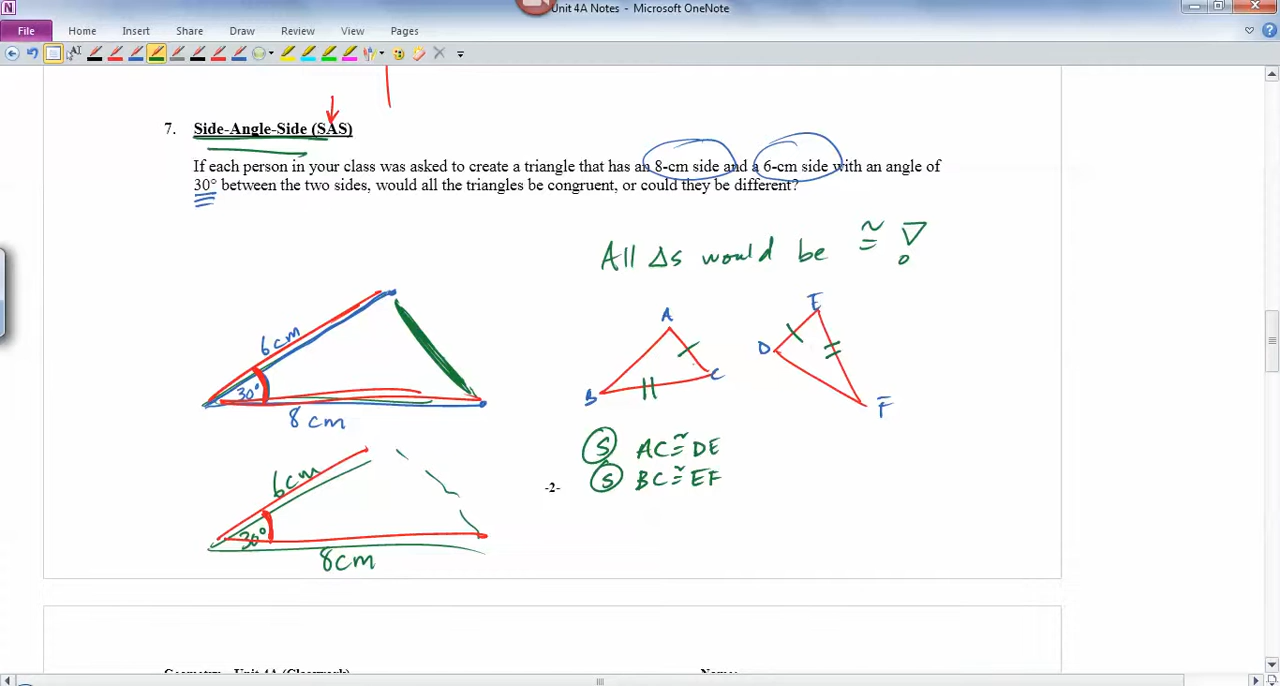 Unit 4A Notes - Microsoft OneNote
File Home Insert Share Draw Review View Pages
7. Side-Angle-Side (SAS)
If each person in your class was asked to create a triangle that has an 8-cm side and a 6-cm side with an angle of
30° between the two sides, would all the triangles be congruent, or could they be different?
All Δs would be ≅
6cm
30°
8cm
A
B
C
E
D
F
S AC≅DE
S BC≅EF
-2-
6cm
30°
8cm